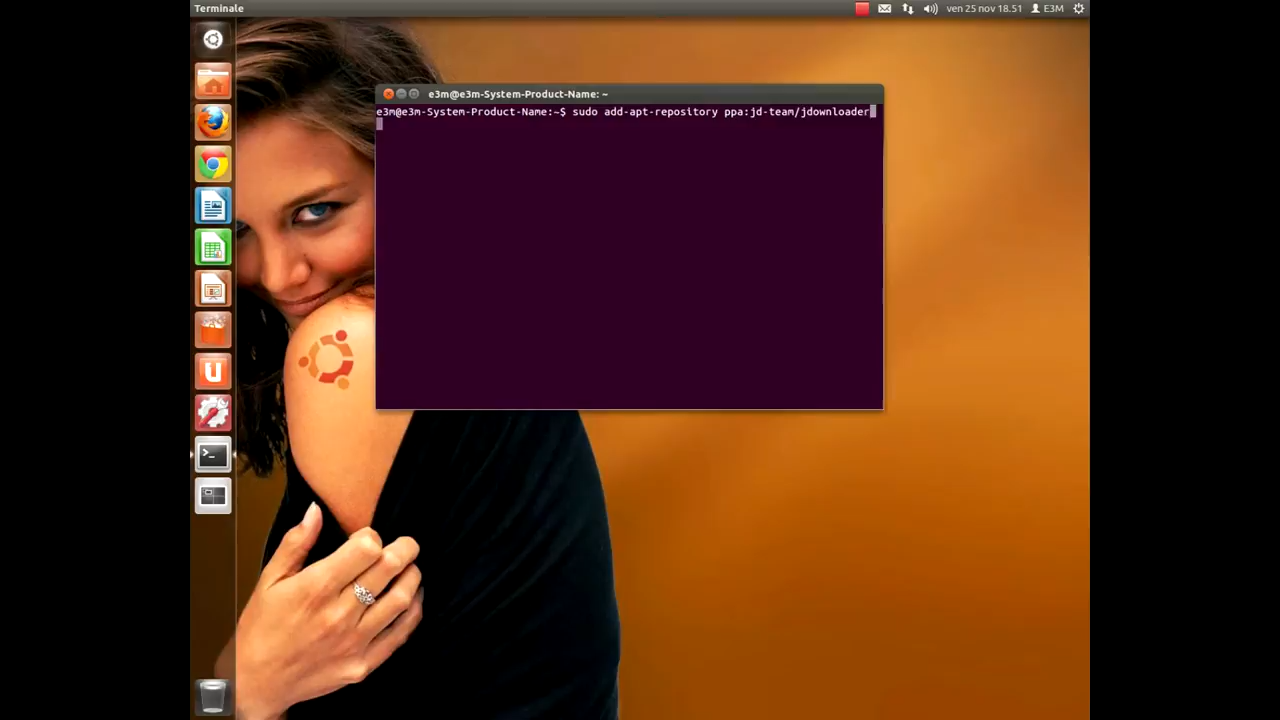 Terminale
ven 25 nov 18.51
E3M
e3m@e3m-System-Product-Name: ~
e3m@e3m-System-Product-Name:~$ sudo add-apt-repository ppa:jd-team/jdownloader